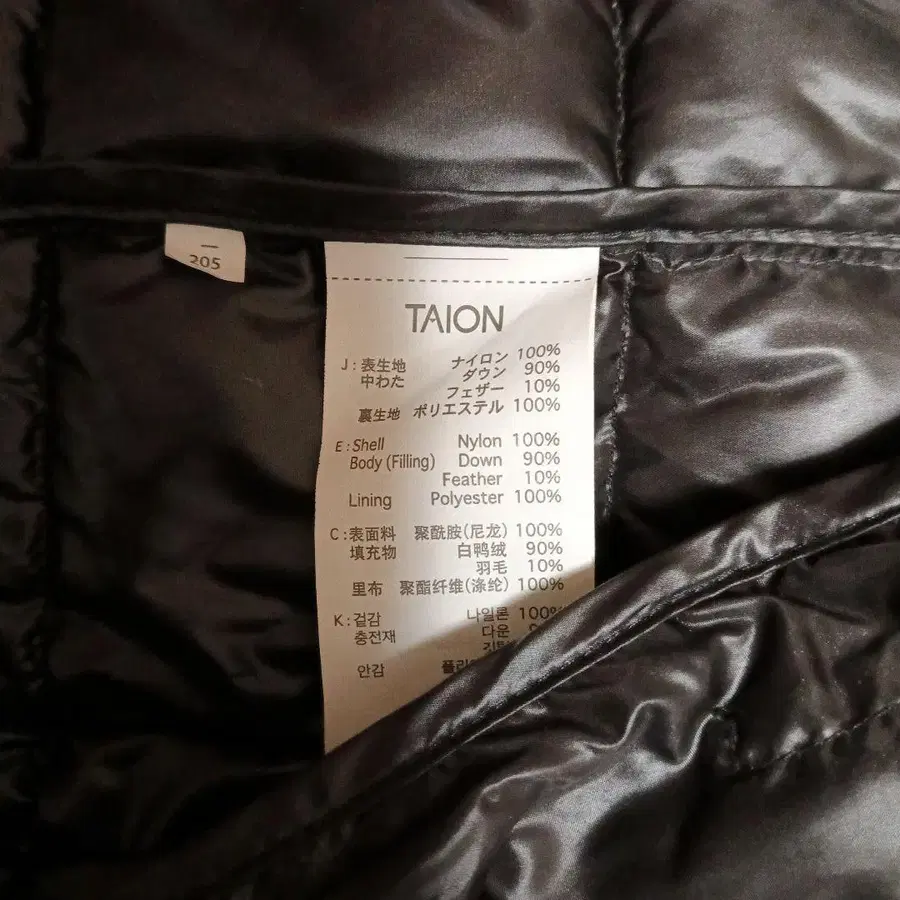 205
TAION
J:表生地 ナイロン 100%
中わた ダウン 90%
フェザー 10%
裏生地 ポリエステル 100%
E:Shell Nylon 100%
Body (Filling) Down 90%
Feather 10%
Lining Polyester 100%
C:表面料 聚酰胺(尼龙) 100%
填充物 白鸭绒 90%
羽毛 10%
里布 聚酯纤维(涤纶) 100%
K:겉감 나일론 100%
충전재 다운
안감